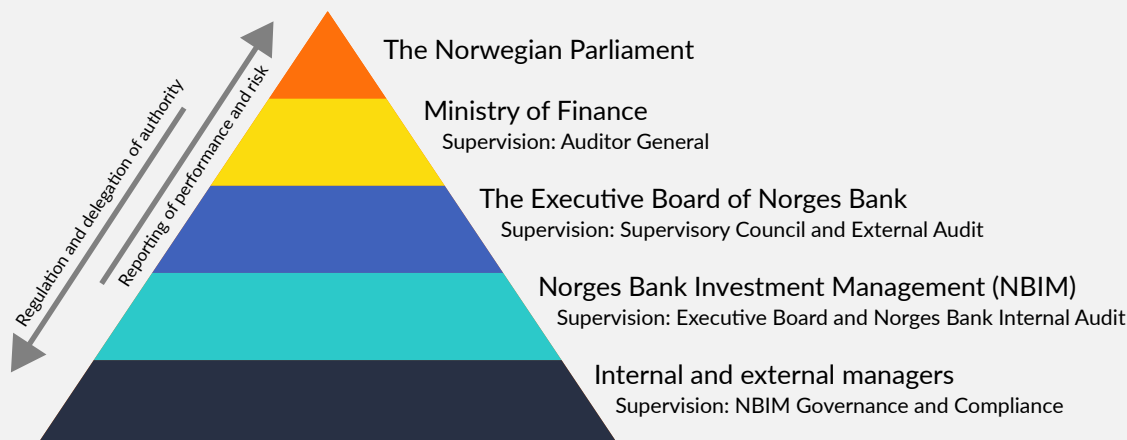 The Norwegian Parliament
Ministry of Finance
Supervision: Auditor General
The Executive Board of Norges Bank
Supervision: Supervisory Council and External Audit
Norges Bank Investment Management (NBIM)
Supervision: Executive Board and Norges Bank Internal Audit
Internal and external managers
Supervision: NBIM Governance and Compliance
Regulation and delegation of authority
Reporting of performance and risk